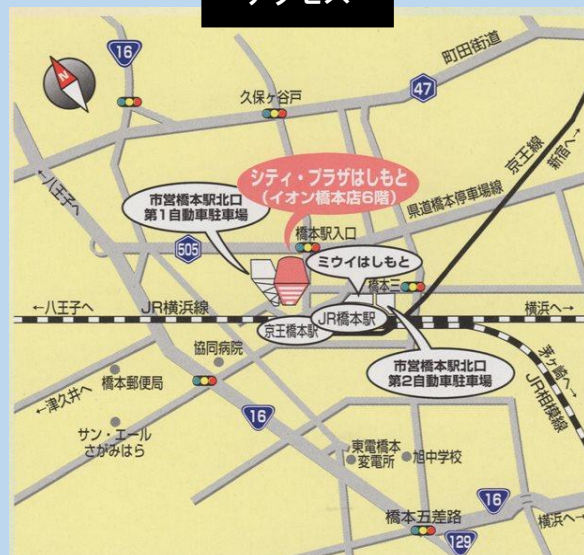 アクセス
16
町田街道
47
N
久保ヶ谷戸
京王線
新宿へ→
←八王子へ
シティ・プラザはしもと
(イオン橋本店6階)
市営橋本駅北口
第1自動車駐車場
県道橋本停車場線
505
橋本駅入口
ミウイはしもと
橋本三
←八王子へ
JR横浜線
横浜へ→
京王橋本駅
JR橋本駅
協同病院
市営橋本駅北口
第2自動車駐車場
茅ヶ崎へ→
JR相模線
橋本郵便局
←津久井へ
16
サン・エール
さがみはら
東電橋本
変電所
旭中学校
16
橋本五差路
横浜へ→
129